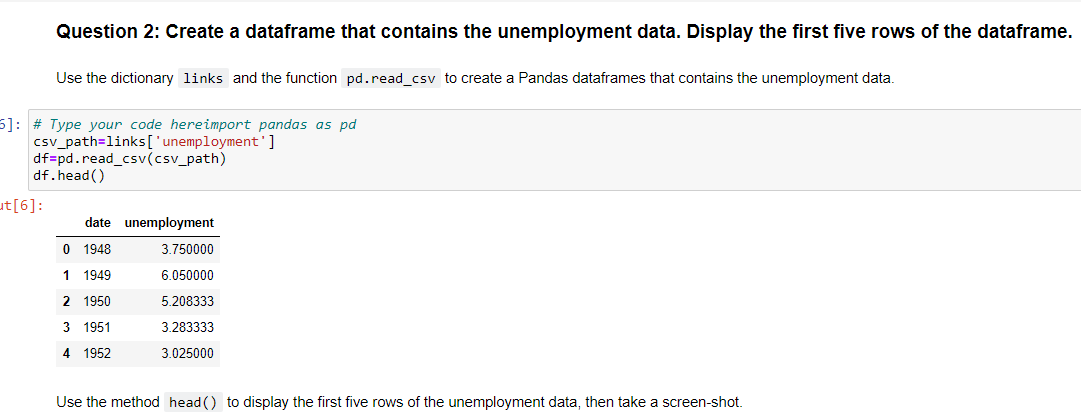 Question 2: Create a dataframe that contains the unemployment data. Display the first five rows of the dataframe.
Use the dictionary links and the function pd.read_csv to create a Pandas dataframes that contains the unemployment data.
6]: # Type your code hereimport pandas as pd
csv_path=links['unemployment']
df=pd.read_csv(csv_path)
df.head()
ut[6]:
date unemployment
0 1948 3.750000
1 1949 6.050000
2 1950 5.208333
3 1951 3.283333
4 1952 3.025000
Use the method head() to display the first five rows of the unemployment data, then take a screen-shot.